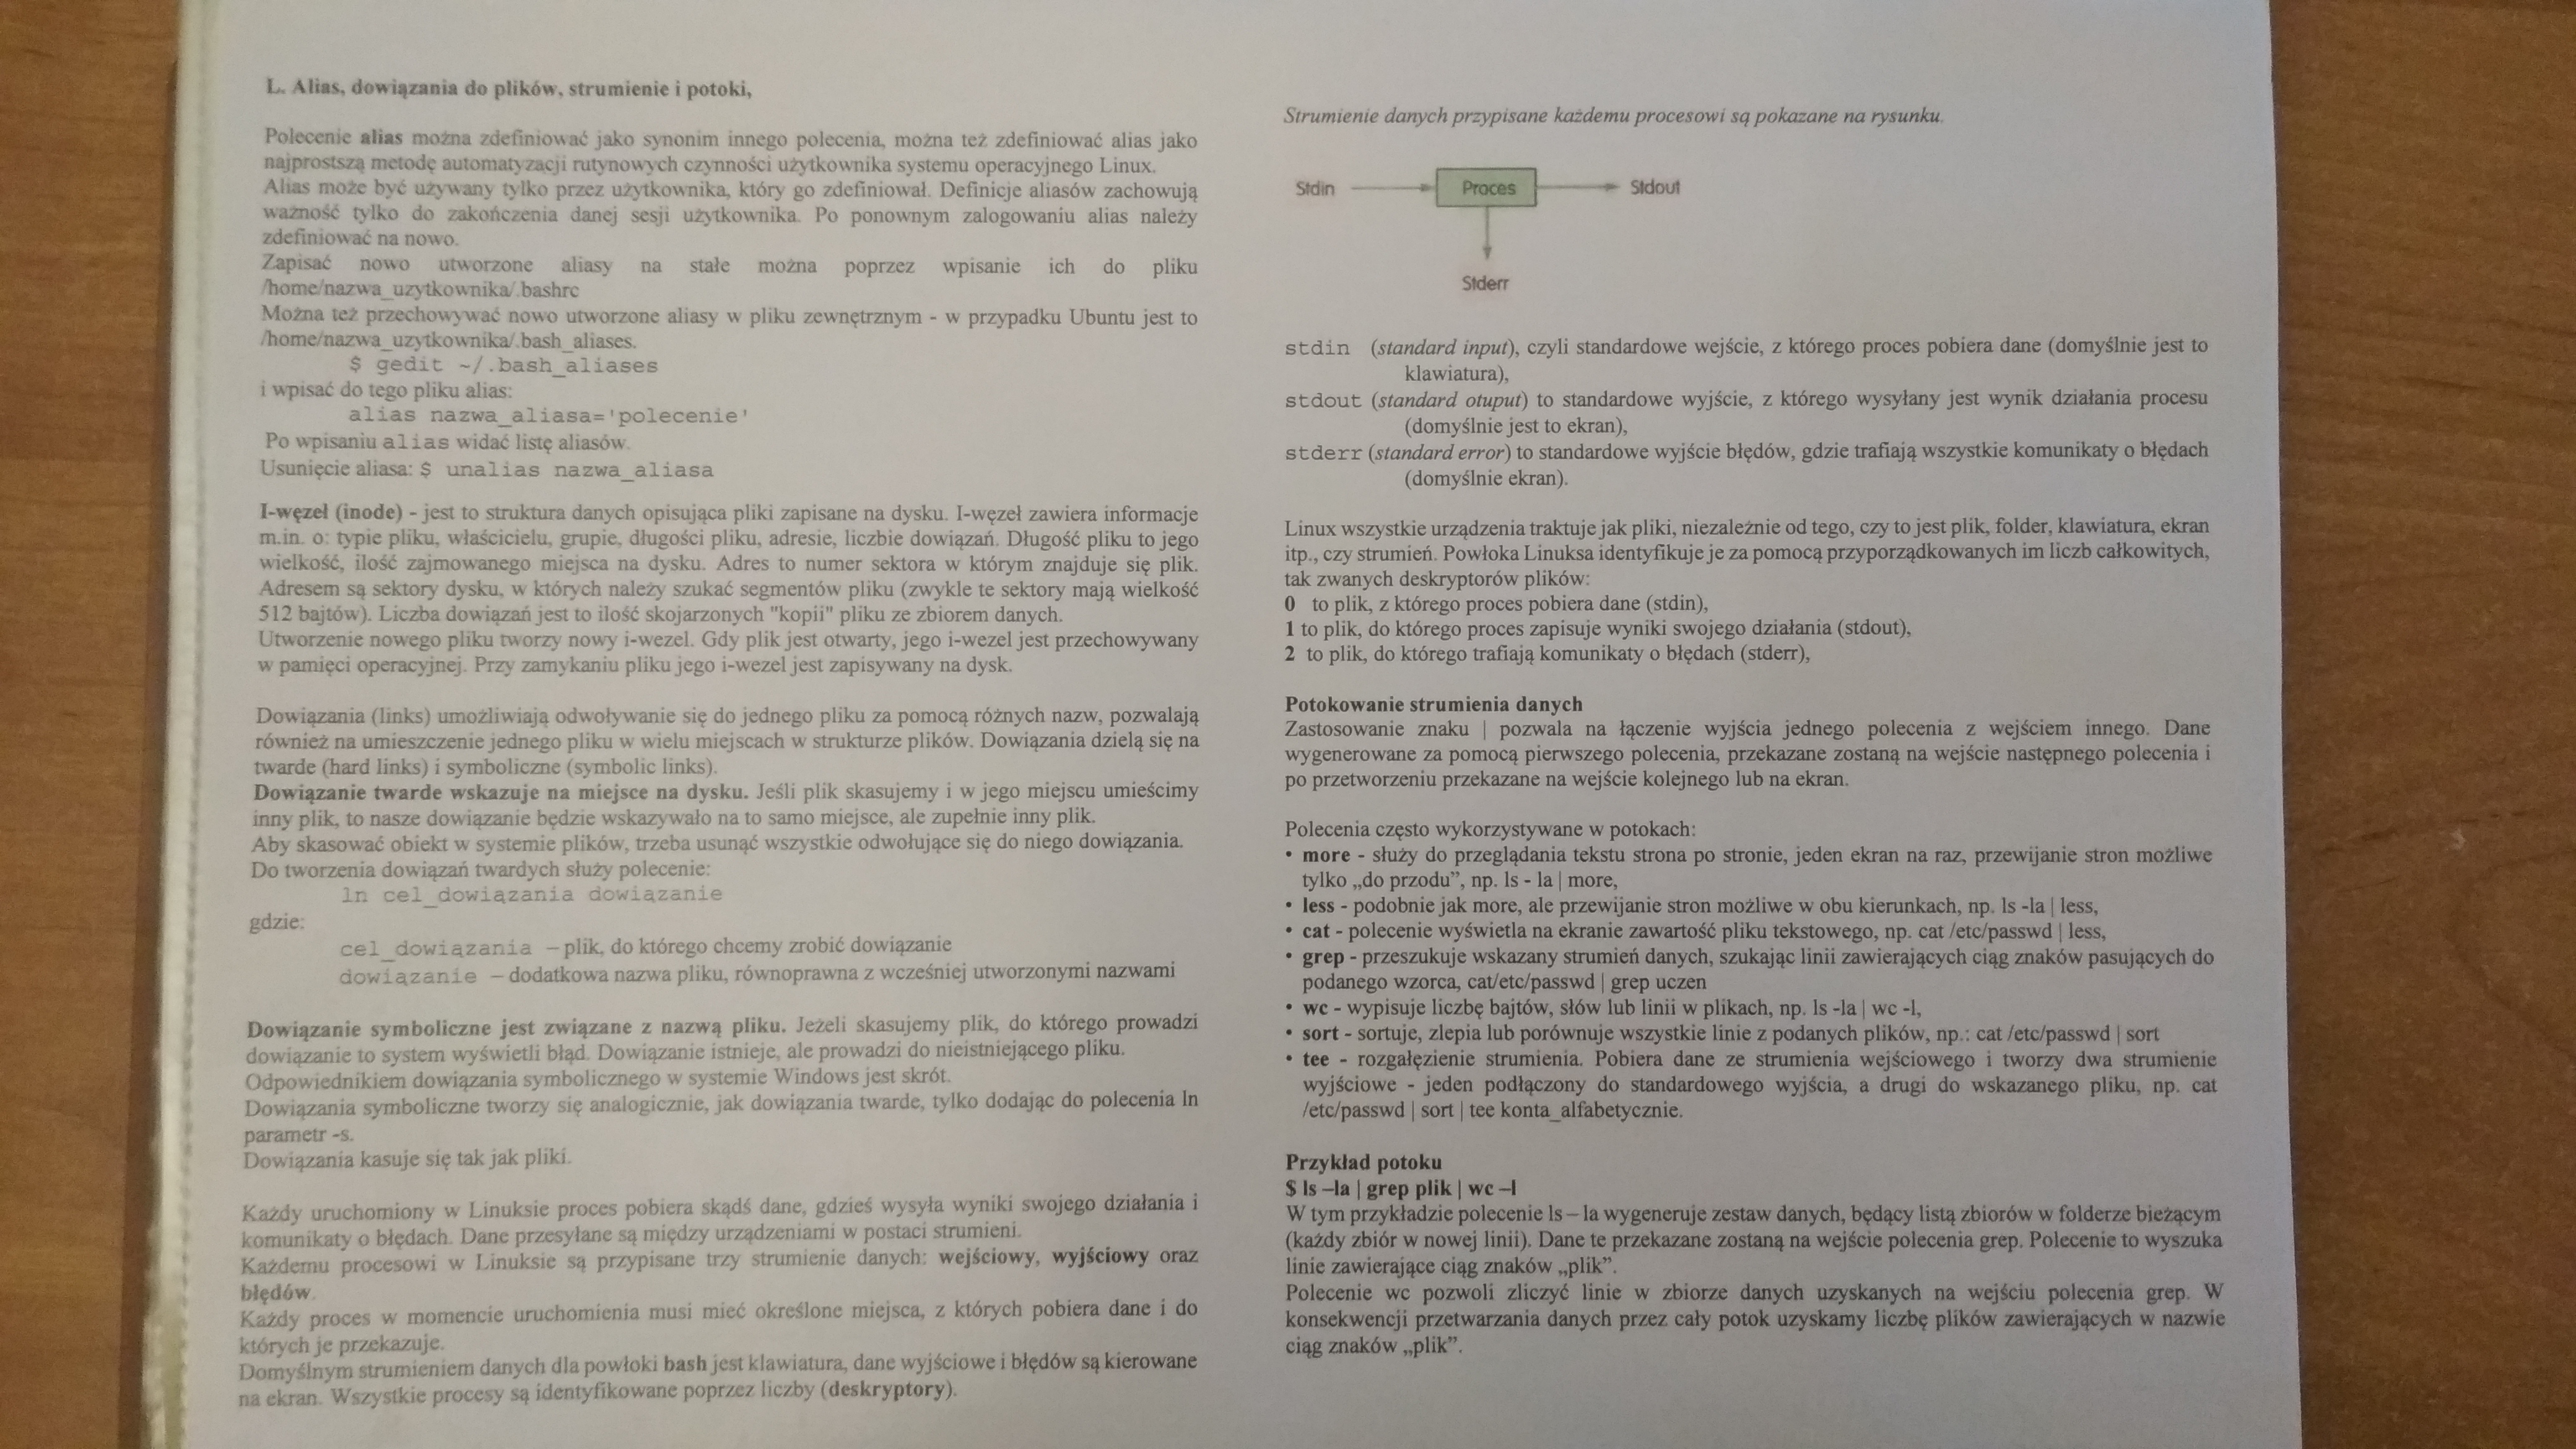 L. Alias, dowiązania do plików, strumienie i potoki,
Polecenie alias można zdefiniować jako synonim innego polecenia, można też zdefiniować alias jako
najprostszą metodę automatyzacji rutynowych czynności użytkownika systemu operacyjnego Linux.
Alias może być używany tylko przez użytkownika, który go zdefiniował. Definicje aliasów zachowują
ważność tylko do zakończenia danej sesji użytkownika. Po ponownym zalogowaniu alias należy
zdefiniować na nowo.
Zapisać nowo utworzone aliasy na stałe można poprzez wpisanie ich do pliku
/home/nazwa_uzytkownika/.bashrc
Można też przechowywać nowo utworzone aliasy w pliku zewnętrznym - w przypadku Ubuntu jest to
/home/nazwa_uzytkownika/.bash_aliases.
$ gedit ~/.bash_aliases
i wpisać do tego pliku alias:
alias nazwa_aliasa='polecenie'
Po wpisaniu alias widać listę aliasów.
Usunięcie aliasa: $ unalias nazwa_aliasa
I-węzeł (inode) - jest to struktura danych opisująca pliki zapisane na dysku. I-węzeł zawiera informacje
m.in. o: typie pliku, właścicielu, grupie, długości pliku, adresie, liczbie dowiązań. Długość pliku to jego
wielkość, ilość zajmowanego miejsca na dysku. Adres to numer sektora w którym znajduje się plik.
Adresem są sektory dysku, w których należy szukać segmentów pliku (zwykle te sektory mają wielkość
512 bajtów). Liczba dowiązań jest to ilość skojarzonych "kopii" pliku ze zbiorem danych.
Utworzenie nowego pliku tworzy nowy i-wezel. Gdy plik jest otwarty, jego i-wezel jest przechowywany
w pamięci operacyjnej. Przy zamykaniu pliku jego i-wezel jest zapisywany na dysk.
Dowiązania (links) umożliwiają odwoływanie się do jednego pliku za pomocą różnych nazw, pozwalają
również na umieszczenie jednego pliku w wielu miejscach w strukturze plików. Dowiązania dzielą się na
twarde (hard links) i symboliczne (symbolic links).
Dowiązanie twarde wskazuje na miejsce na dysku. Jeśli plik skasujemy i w jego miejscu umieścimy
inny plik, to nasze dowiązanie będzie wskazywało na to samo miejsce, ale zupełnie inny plik.
Aby skasować obiekt w systemie plików, trzeba usunąć wszystkie odwołujące się do niego dowiązania.
Do tworzenia dowiązań twardych służy polecenie:
ln cel_dowiązania dowiązanie
gdzie:
cel_dowiązania – plik, do którego chcemy zrobić dowiązanie
dowiązanie – dodatkowa nazwa pliku, równoprawna z wcześniej utworzonymi nazwami
Dowiązanie symboliczne jest związane z nazwą pliku. Jeżeli skasujemy plik, do którego prowadzi
dowiązanie to system wyświetli błąd. Dowiązanie istnieje, ale prowadzi do nieistniejącego pliku.
Odpowiednikiem dowiązania symbolicznego w systemie Windows jest skrót.
Dowiązania symboliczne tworzy się analogicznie, jak dowiązania twarde, tylko dodając do polecenia ln
parametr -s.
Dowiązania kasuje się tak jak pliki.
Każdy uruchomiony w Linuksie proces pobiera skądś dane, gdzieś wysyła wyniki swojego działania i
komunikaty o błędach. Dane przesyłane są między urządzeniami w postaci strumieni.
Każdemu procesowi w Linuksie są przypisane trzy strumienie danych: wejściowy, wyjściowy oraz
błędów.
Każdy proces w momencie uruchomienia musi mieć określone miejsca, z których pobiera dane i do
których je przekazuje.
Domyślnym strumieniem danych dla powłoki bash jest klawiatura, dane wyjściowe i błędów są kierowane
na ekran. Wszystkie procesy są identyfikowane poprzez liczby (deskryptory).
Strumienie danych przypisane każdemu procesowi są pokazane na rysunku.
Stdin Proces Stdout
Stderr
stdin (standard input), czyli standardowe wejście, z którego proces pobiera dane (domyślnie jest to
klawiatura),
stdout (standard otuput) to standardowe wyjście, z którego wysyłany jest wynik działania procesu
(domyślnie jest to ekran),
stderr (standard error) to standardowe wyjście błędów, gdzie trafiają wszystkie komunikaty o błędach
(domyślnie ekran).
Linux wszystkie urządzenia traktuje jak pliki, niezależnie od tego, czy to jest plik, folder, klawiatura, ekran
itp., czy strumień. Powłoka Linuksa identyfikuje je za pomocą przyporządkowanych im liczb całkowitych,
tak zwanych deskryptorów plików:
0 to plik, z którego proces pobiera dane (stdin),
1 to plik, do którego proces zapisuje wyniki swojego działania (stdout),
2 to plik, do którego trafiają komunikaty o błędach (stderr),
Potokowanie strumienia danych
Zastosowanie znaku | pozwala na łączenie wyjścia jednego polecenia z wejściem innego. Dane
wygenerowane za pomocą pierwszego polecenia, przekazane zostaną na wejście następnego polecenia i
po przetworzeniu przekazane na wejście kolejnego lub na ekran.
Polecenia często wykorzystywane w potokach:
• more - służy do przeglądania tekstu strona po stronie, jeden ekran na raz, przewijanie stron możliwe
tylko „do przodu”, np. ls - la | more,
• less - podobnie jak more, ale przewijanie stron możliwe w obu kierunkach, np. ls -la | less,
• cat - polecenie wyświetla na ekranie zawartość pliku tekstowego, np. cat /etc/passwd | less,
• grep - przeszukuje wskazany strumień danych, szukając linii zawierających ciąg znaków pasujących do
podanego wzorca, cat/etc/passwd | grep uczen
• wc - wypisuje liczbę bajtów, słów lub linii w plikach, np. ls -la | wc -l,
• sort - sortuje, zlepia lub porównuje wszystkie linie z podanych plików, np.: cat /etc/passwd | sort
• tee - rozgałęzienie strumienia. Pobiera dane ze strumienia wejściowego i tworzy dwa strumienie
wyjściowe - jeden podłączony do standardowego wyjścia, a drugi do wskazanego pliku, np. cat
/etc/passwd | sort | tee konta_alfabetycznie.
Przykład potoku
$ ls –la | grep plik | wc –l
W tym przykładzie polecenie ls – la wygeneruje zestaw danych, będący listą zbiorów w folderze bieżącym
(każdy zbiór w nowej linii). Dane te przekazane zostaną na wejście polecenia grep. Polecenie to wyszuka
linie zawierające ciąg znaków „plik”.
Polecenie wc pozwoli zliczyć linie w zbiorze danych uzyskanych na wejściu polecenia grep. W
konsekwencji przetwarzania danych przez cały potok uzyskamy liczbę plików zawierających w nazwie
ciąg znaków „plik”.